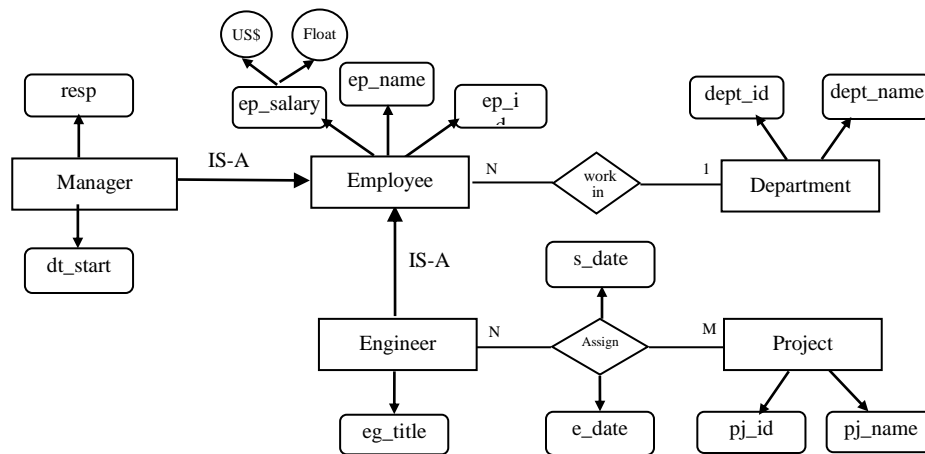 US$
Float
resp
ep_name
ep_salary
ep_i
d
dept_id
dept_name
IS-A
Manager
Employee
N
work
in
1
Department
dt_start
IS-A
s_date
Engineer
N
Assign
M
Project
eg_title
e_date
pj_id
pj_name